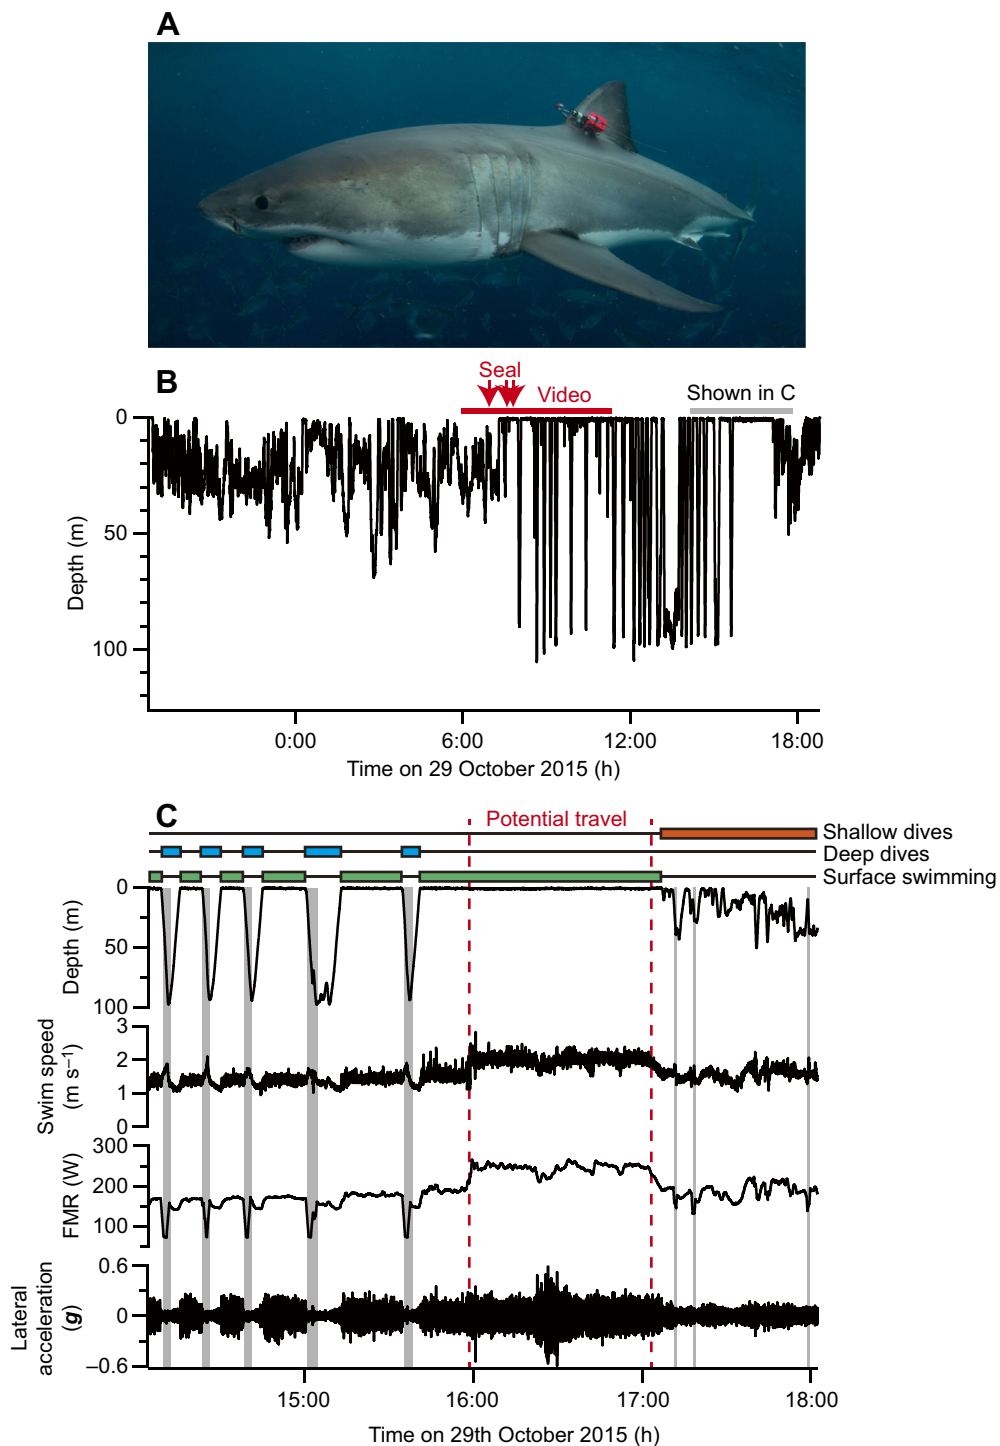 A
B
Seal
Video
Shown in C
0
50
100
Depth (m)
0:00
6:00
12:00
18:00
Time on 29 October 2015 (h)
C
Potential travel
Shallow dives
Deep dives
Surface swimming
0
50
100
Depth (m)
3
2
1
0
Swim speed
(m s⁻¹)
300
200
100
FMR (W)
0.6
0
–0.6
Lateral
acceleration
(g)
15:00
16:00
17:00
18:00
Time on 29th October 2015 (h)